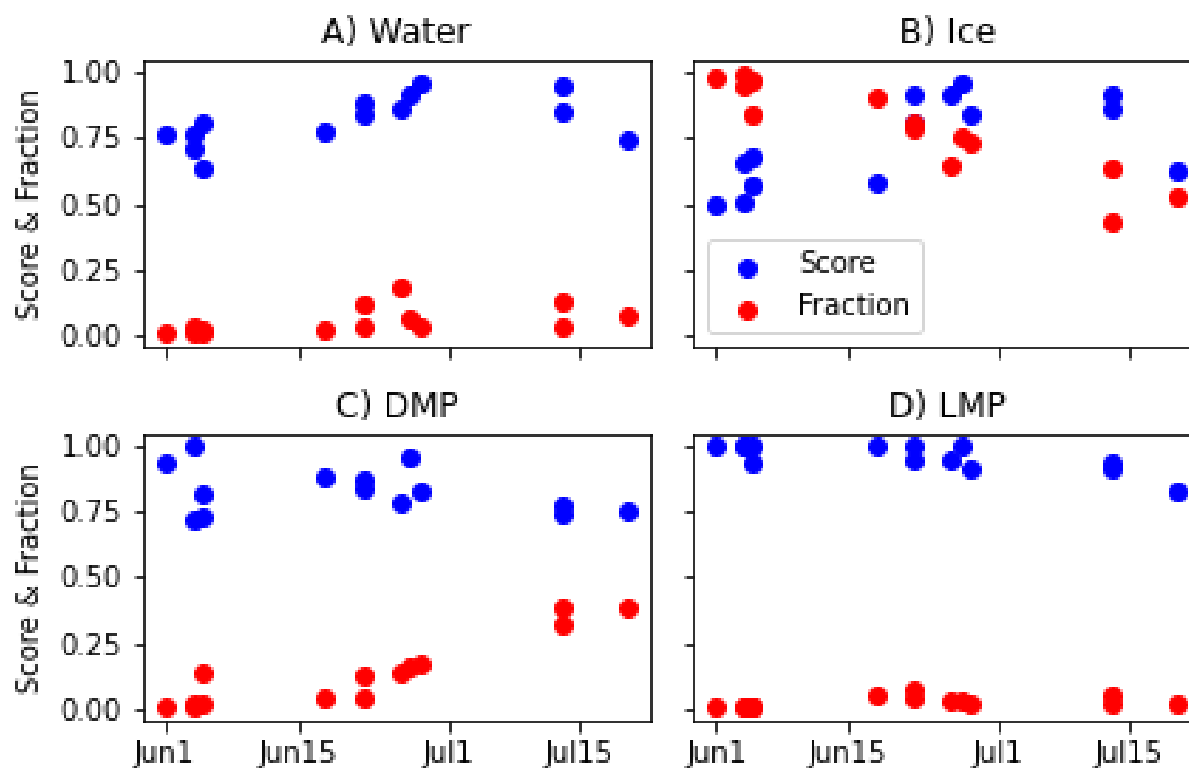 A) Water
B) Ice
Score & Fraction
1.00
0.75
0.50
0.25
0.00
Score
Fraction
C) DMP
D) LMP
Score & Fraction
1.00
0.75
0.50
0.25
0.00
Jun1
Jun15
Jul1
Jul15
Jun1
Jun15
Jul1
Jul15